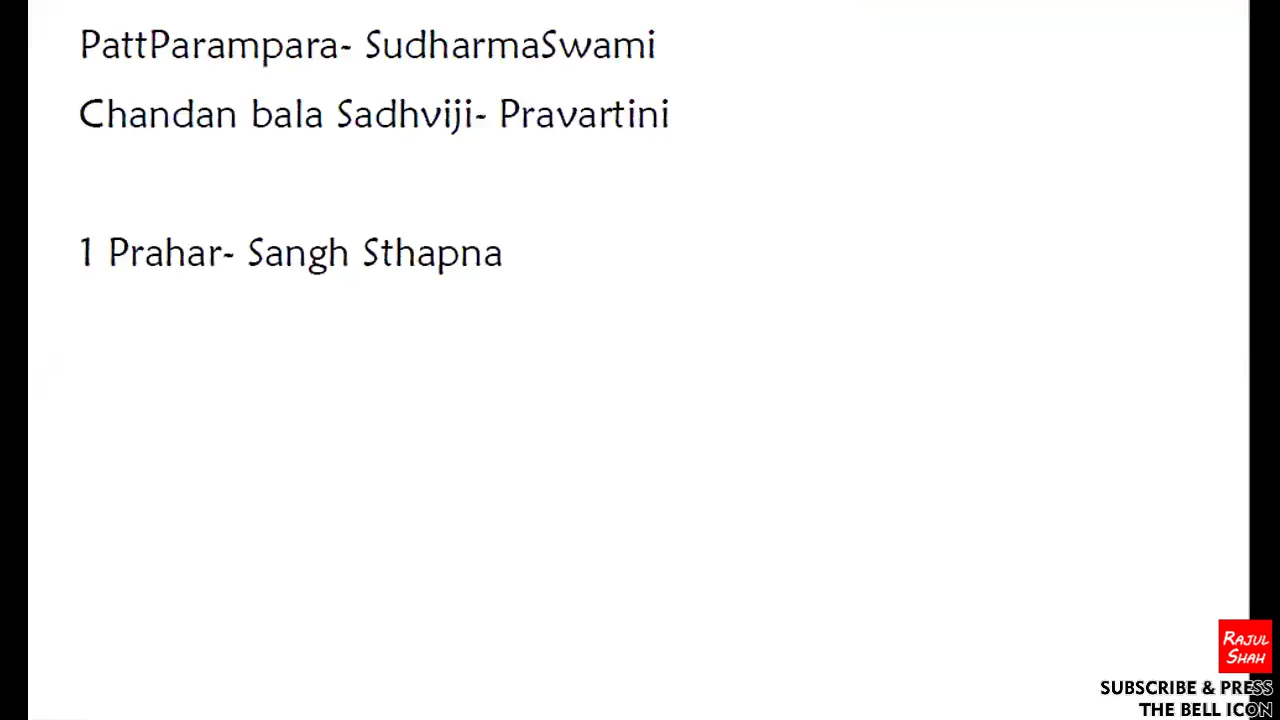 PattParampara- SudharmaSwami
Chandan bala Sadhviji- Pravartini
1 Prahar- Sangh Sthapna
RAJUL
SHAH
SUBSCRIBE & PRESS
THE BELL ICON